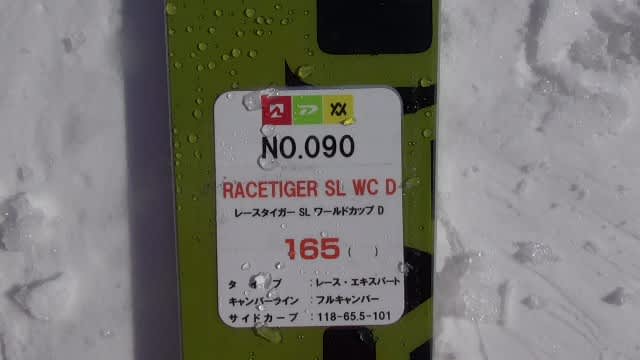 NO.090
RACETIGER SL WC D
レースタイガー SL ワールドカップ D
165 (　)
タイプ : レース・エキスパート
キャンバーライン : フルキャンバー
サイドカーブ : 118-65.5-101